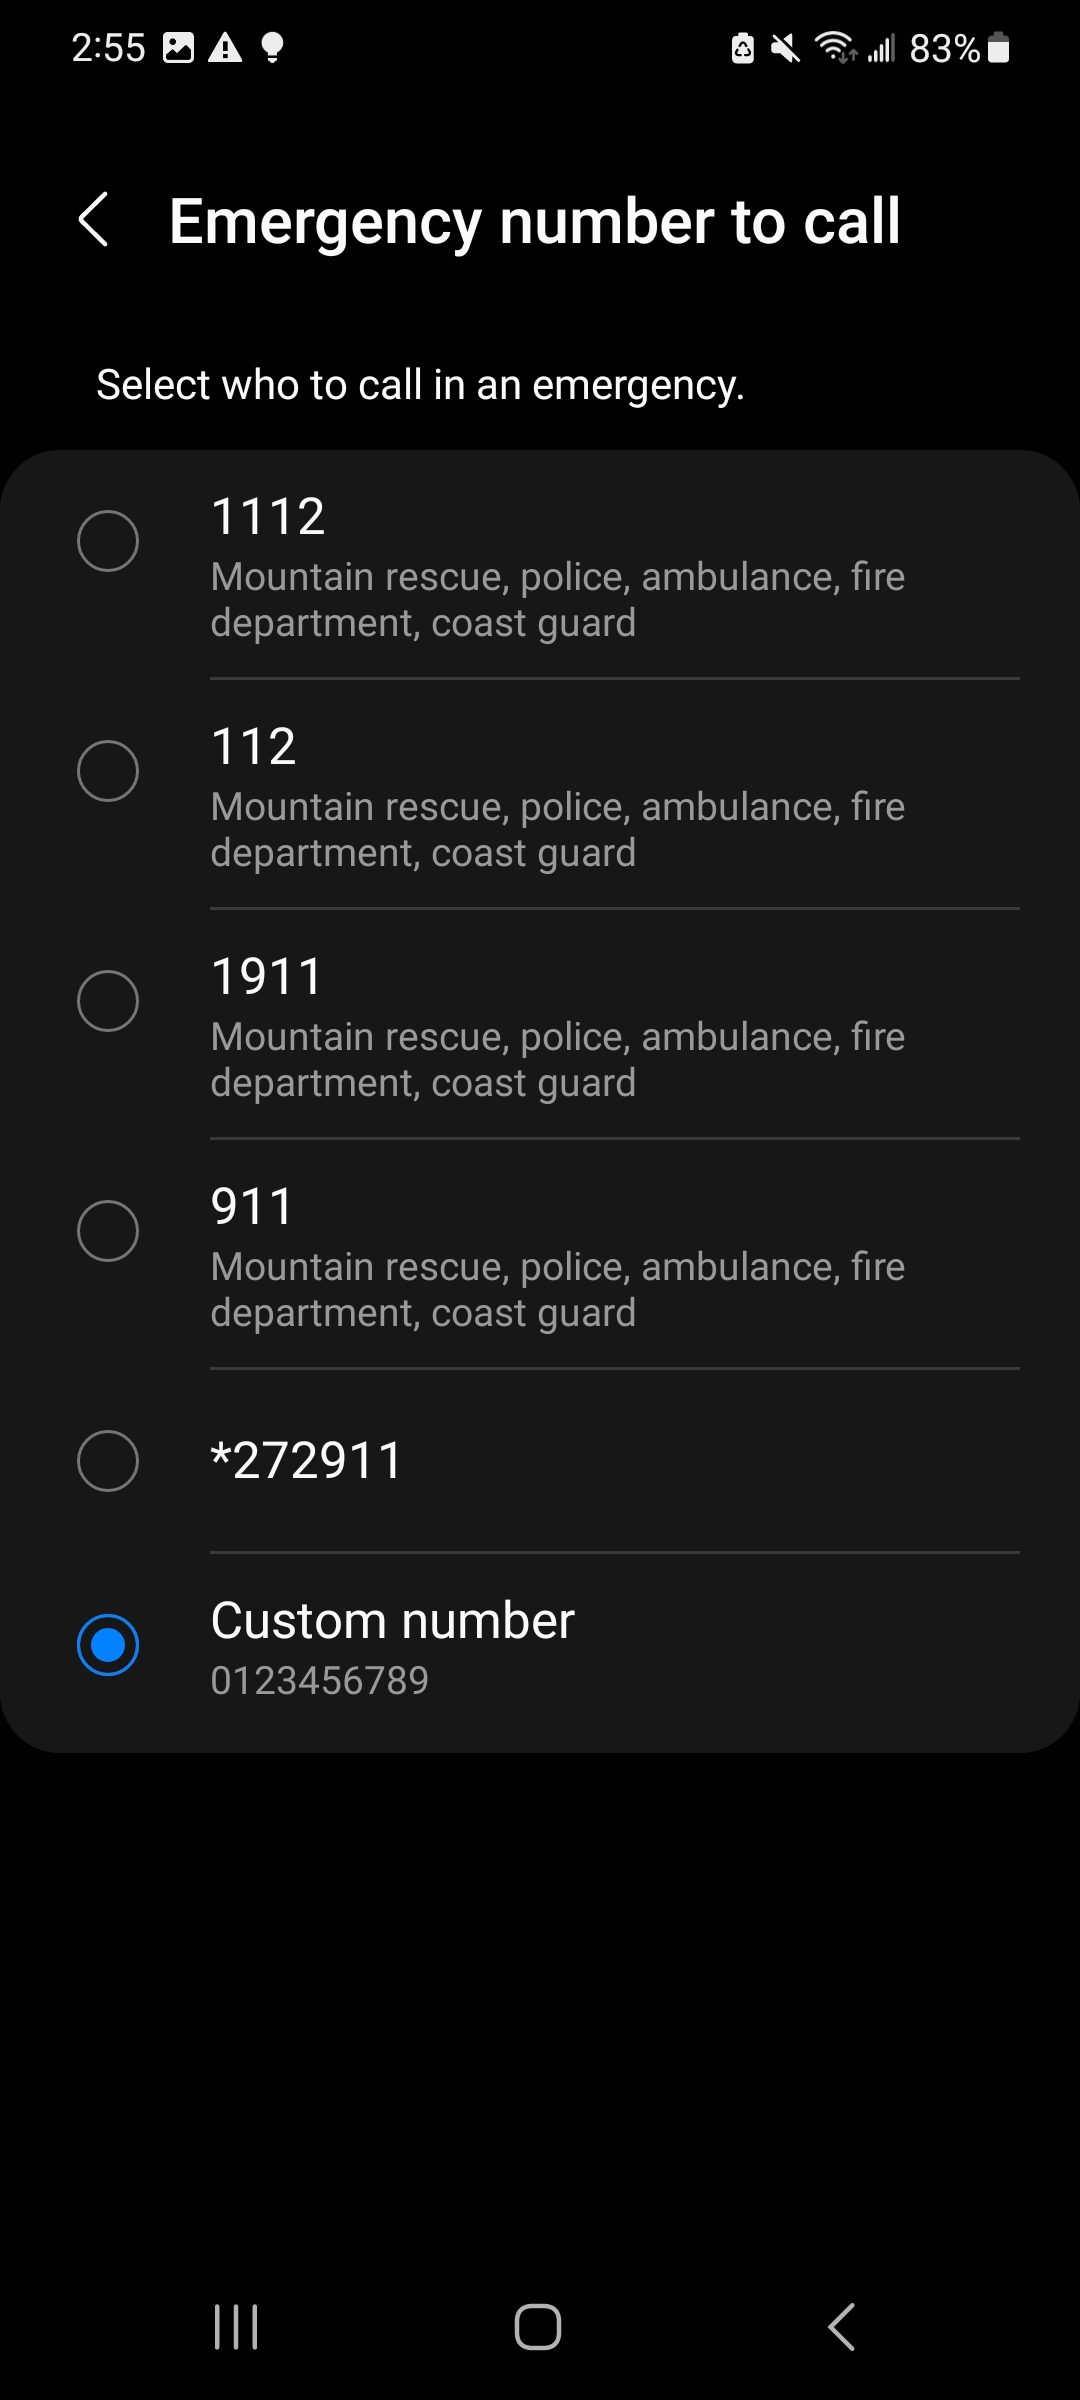 2:55
83%
Emergency number to call
Select who to call in an emergency.
1112
Mountain rescue, police, ambulance, fire
department, coast guard
112
Mountain rescue, police, ambulance, fire
department, coast guard
1911
Mountain rescue, police, ambulance, fire
department, coast guard
911
Mountain rescue, police, ambulance, fire
department, coast guard
*272911
Custom number
0123456789